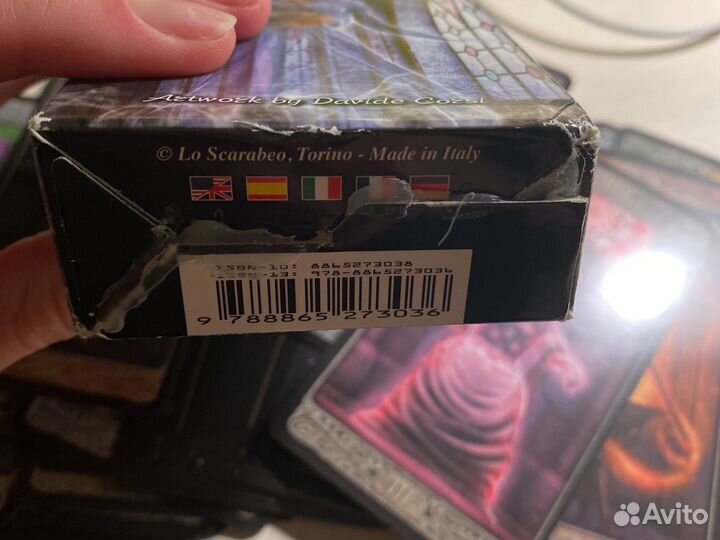 Artwork by Davide Corsi
© Lo Scarabeo, Torino - Made in Italy
ISBN-10: 8865273038
ISBN-13: 978-8865273036
9 788865 273036
III
Avito